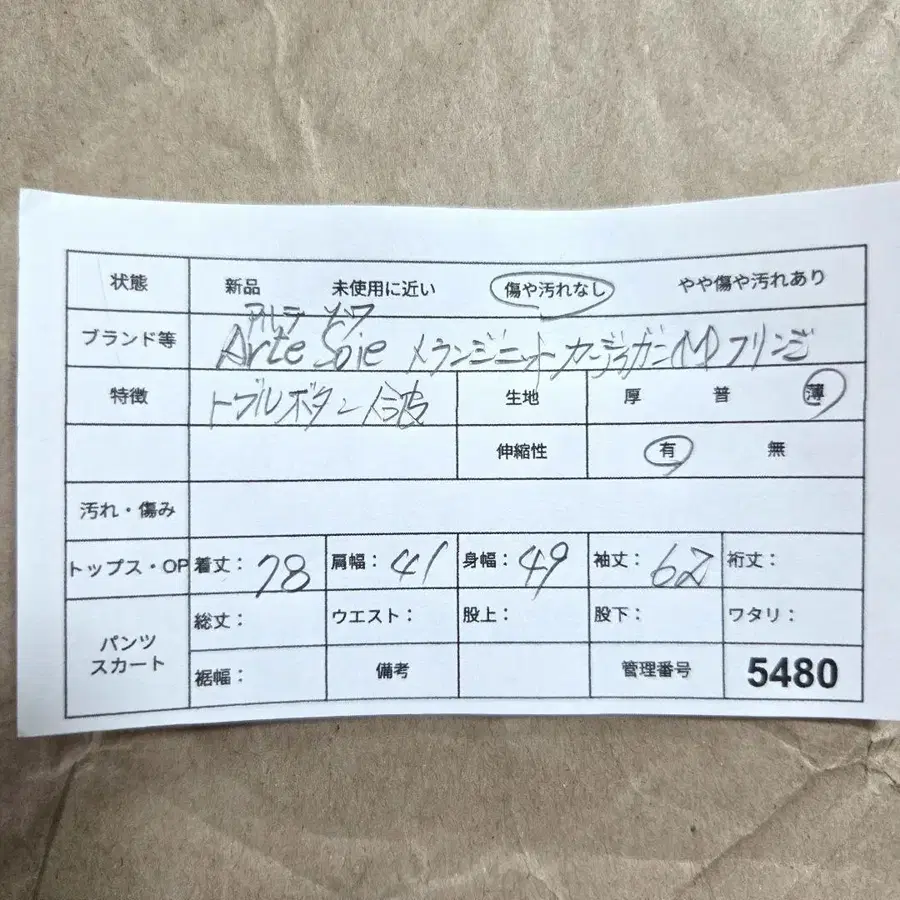 状態 新品 未使用に近い 傷や汚れなし やや傷や汚れあり
アルテ ソワ
ブランド等 Arte Soie メランジニットカーディガン(M)フリンジ
特徴 トグルボタン合皮 生地 厚 普 薄
伸縮性 有 無
汚れ・傷み
トップス・OP 着丈: 78 肩幅: 41 身幅: 49 袖丈: 62 裄丈:
パンツ 総丈: ウエスト: 股上: 股下: ワタリ:
スカート 裾幅: 備考 管理番号 5480